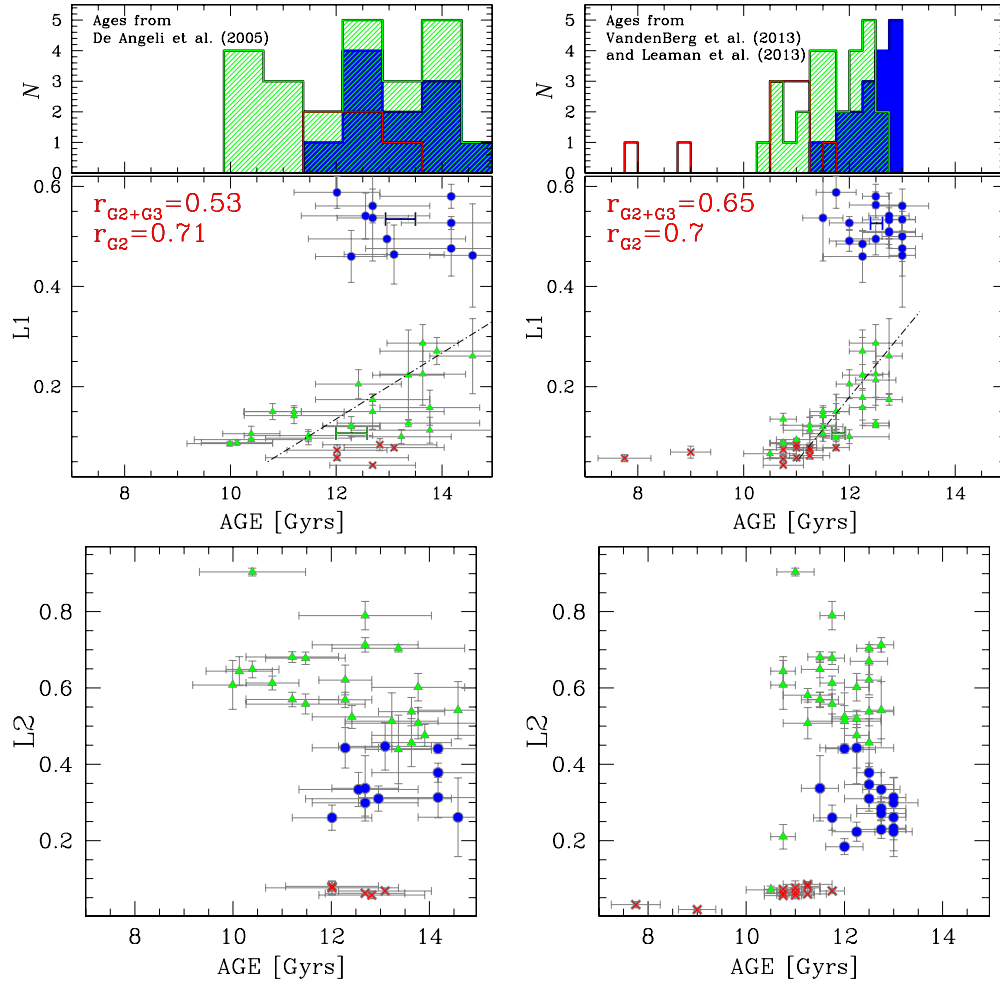 Ages from
De Angeli et al. (2005)
N
5
4
3
2
1
0
Ages from
VandenBerg et al. (2013)
and Leaman et al. (2013)
N
5
4
3
2
1
0
r_G2+G3=0.53
r_G2=0.71
L1
0.6
0.4
0.2
8 10 12 14
AGE [Gyrs]
r_G2+G3=0.65
r_G2=0.7
L1
0.6
0.4
0.2
8 10 12 14
AGE [Gyrs]
L2
0.8
0.6
0.4
0.2
8 10 12 14
AGE [Gyrs]
L2
0.8
0.6
0.4
0.2
8 10 12 14
AGE [Gyrs]